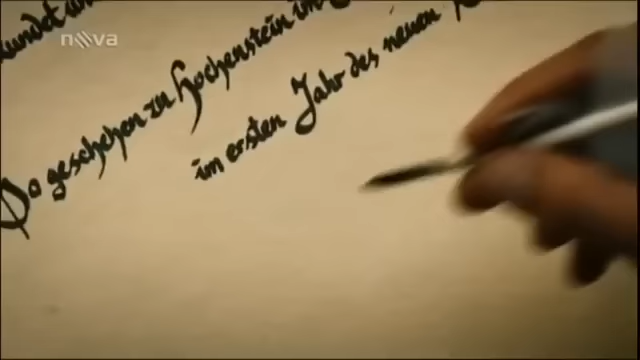 nova
So geschehen zu Hochenstein im
im ersten Jahr des neuen